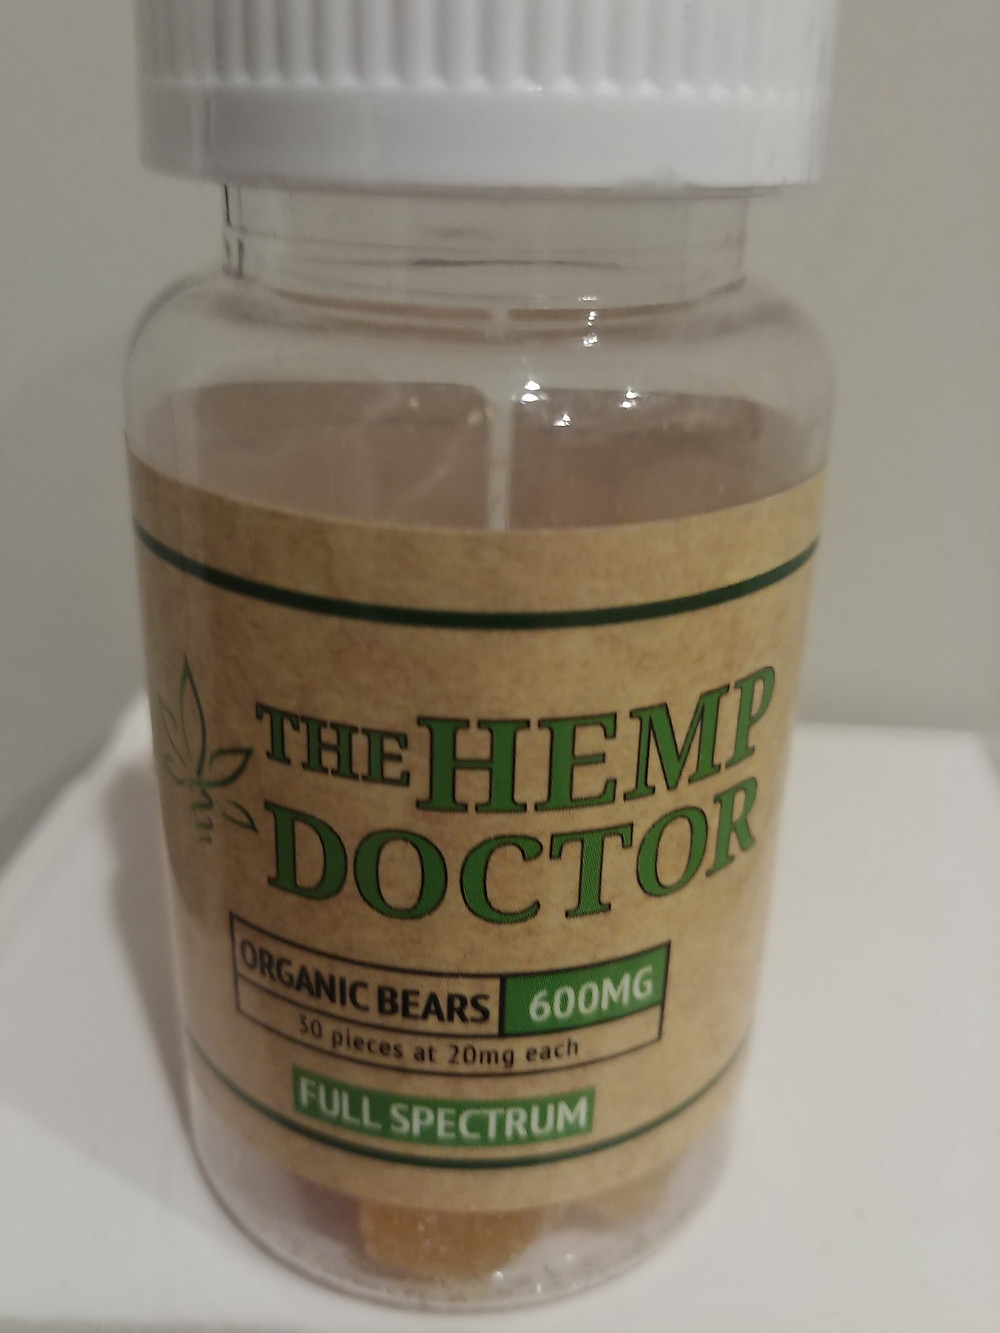 THE HEMP
DOCTOR
ORGANIC BEARS 600MG
30 pieces at 20mg each
FULL SPECTRUM